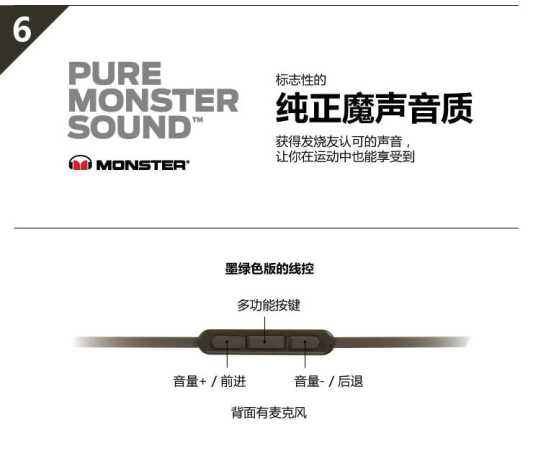 6
PURE
MONSTER
SOUND™
MONSTER®
标志性的
纯正魔声音质
获得发烧友认可的声音，
让你在运动中也能享受到
墨绿色版的线控
多功能按键
音量+ / 前进
音量- / 后退
背面有麦克风